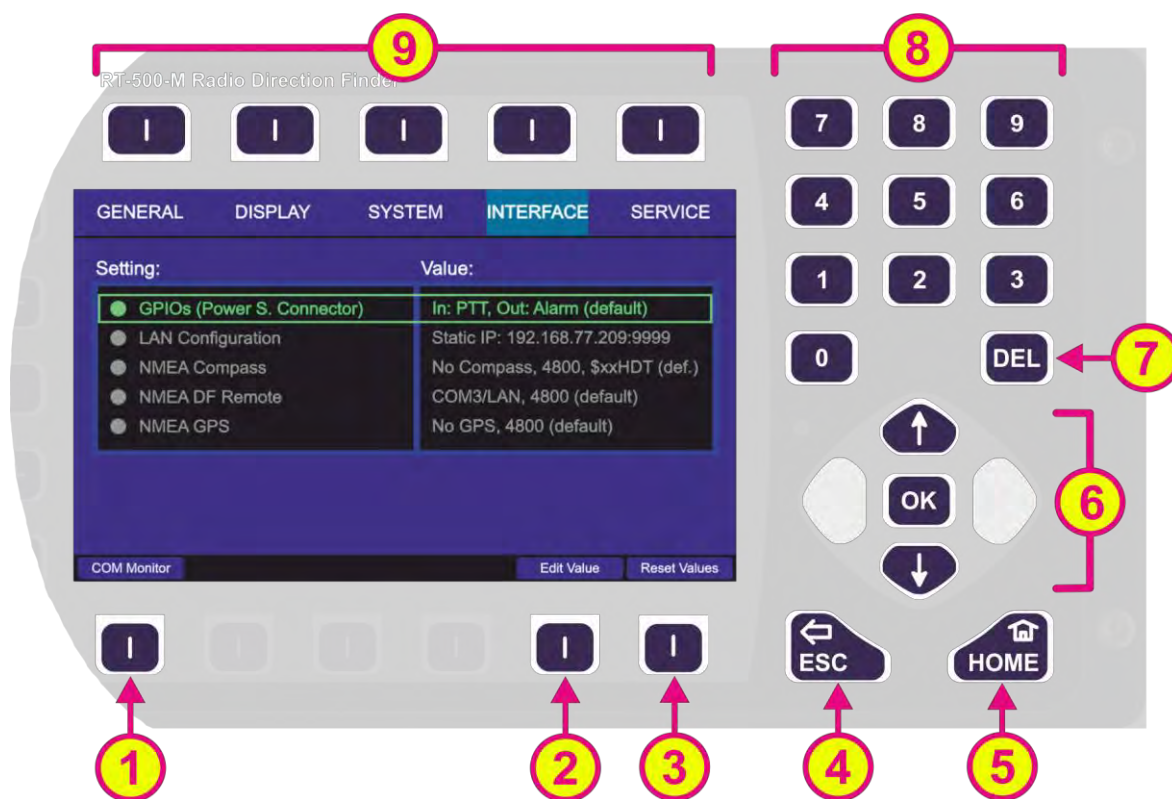 9
8
RT-500-M Radio Direction Finder
I I I I I
7 8 9
GENERAL DISPLAY SYSTEM INTERFACE SERVICE
4 5 6
Setting: Value:
1 2 3
GPIOs (Power S. Connector) In: PTT, Out: Alarm (default)
LAN Configuration Static IP: 192.168.77.209:9999
NMEA Compass No Compass, 4800, $xxHDT (def.)
NMEA DF Remote COM3/LAN, 4800 (default)
NMEA GPS No GPS, 4800 (default)
0 DEL
7
OK
6
COM Monitor Edit Value Reset Values
I I I
ESC HOME
1 2 3 4 5